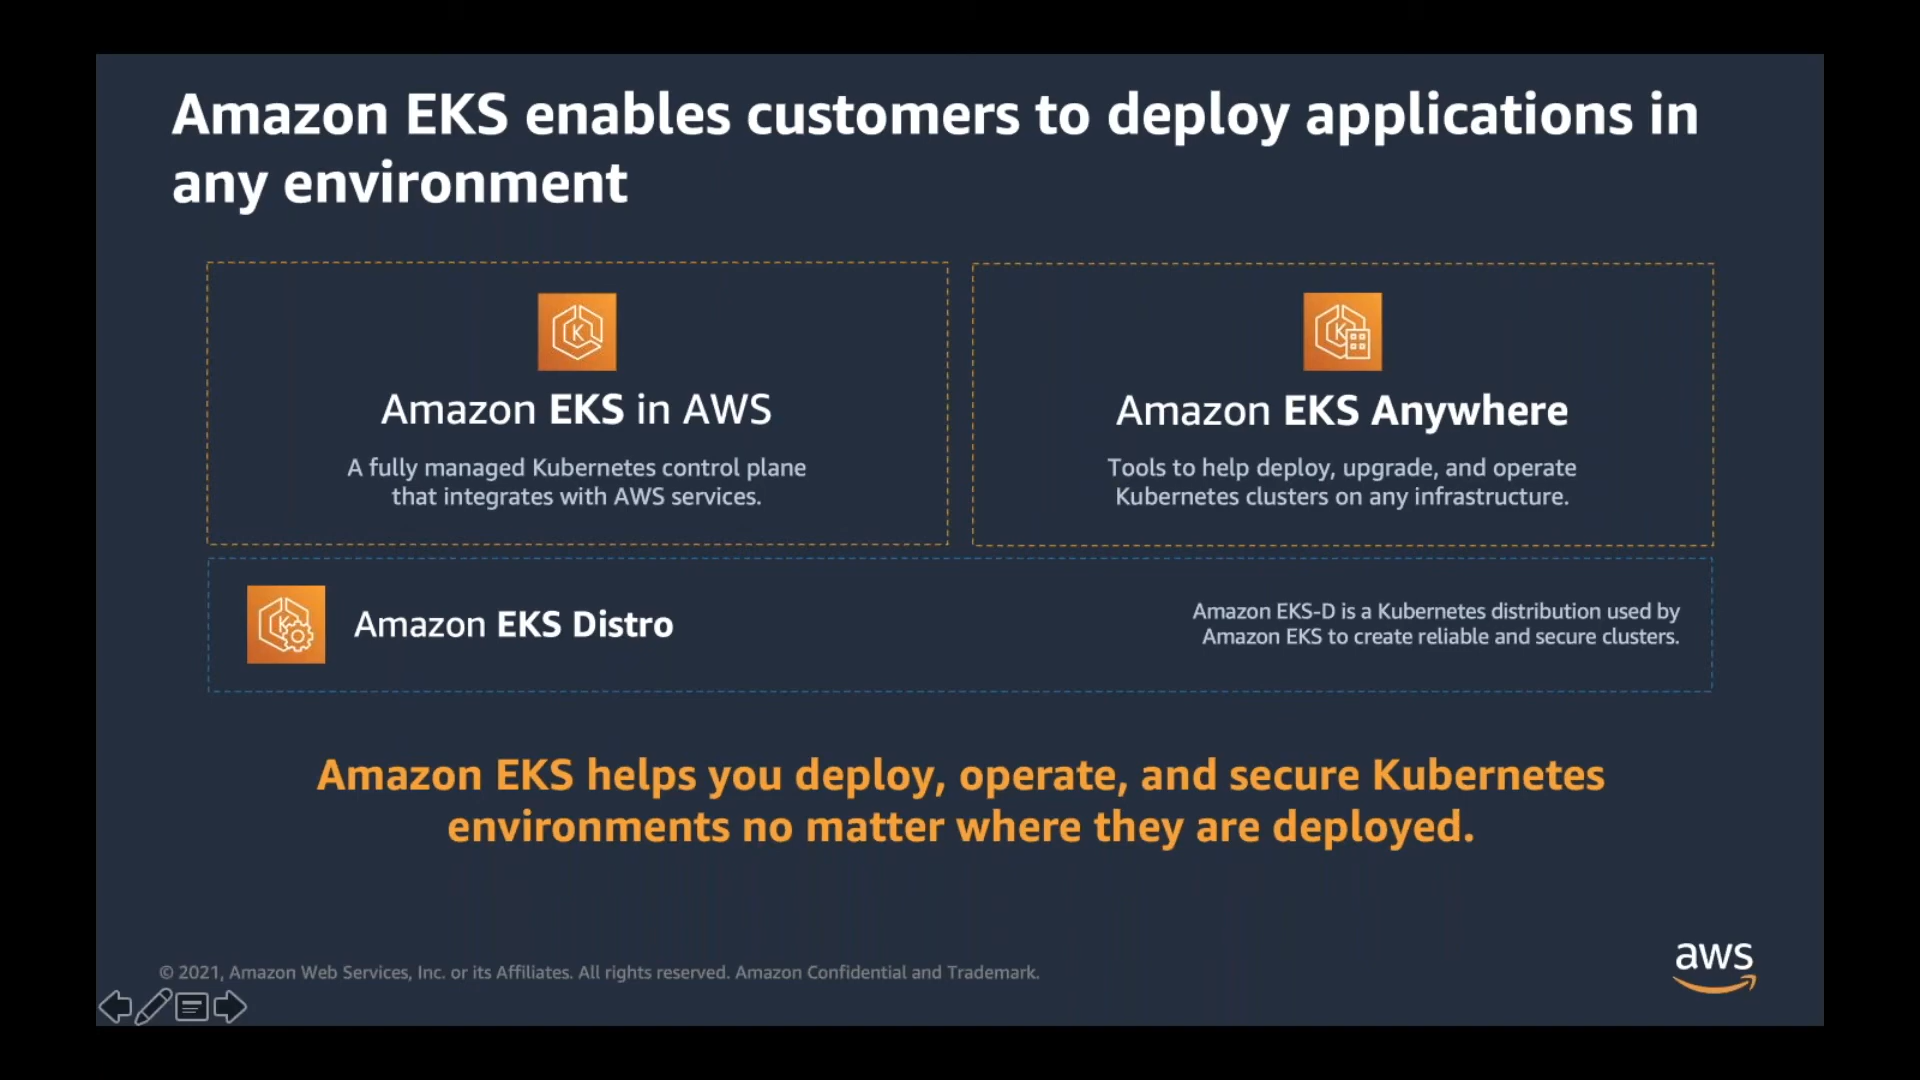 Amazon EKS enables customers to deploy applications in
any environment
K
Amazon EKS in AWS
A fully managed Kubernetes control plane
that integrates with AWS services.
K
Amazon EKS Anywhere
Tools to help deploy, upgrade, and operate
Kubernetes clusters on any infrastructure.
K
Amazon EKS Distro
Amazon EKS-D is a Kubernetes distribution used by
Amazon EKS to create reliable and secure clusters.
Amazon EKS helps you deploy, operate, and secure Kubernetes
environments no matter where they are deployed.
© 2021, Amazon Web Services, Inc. or its Affiliates. All rights reserved. Amazon Confidential and Trademark.
aws